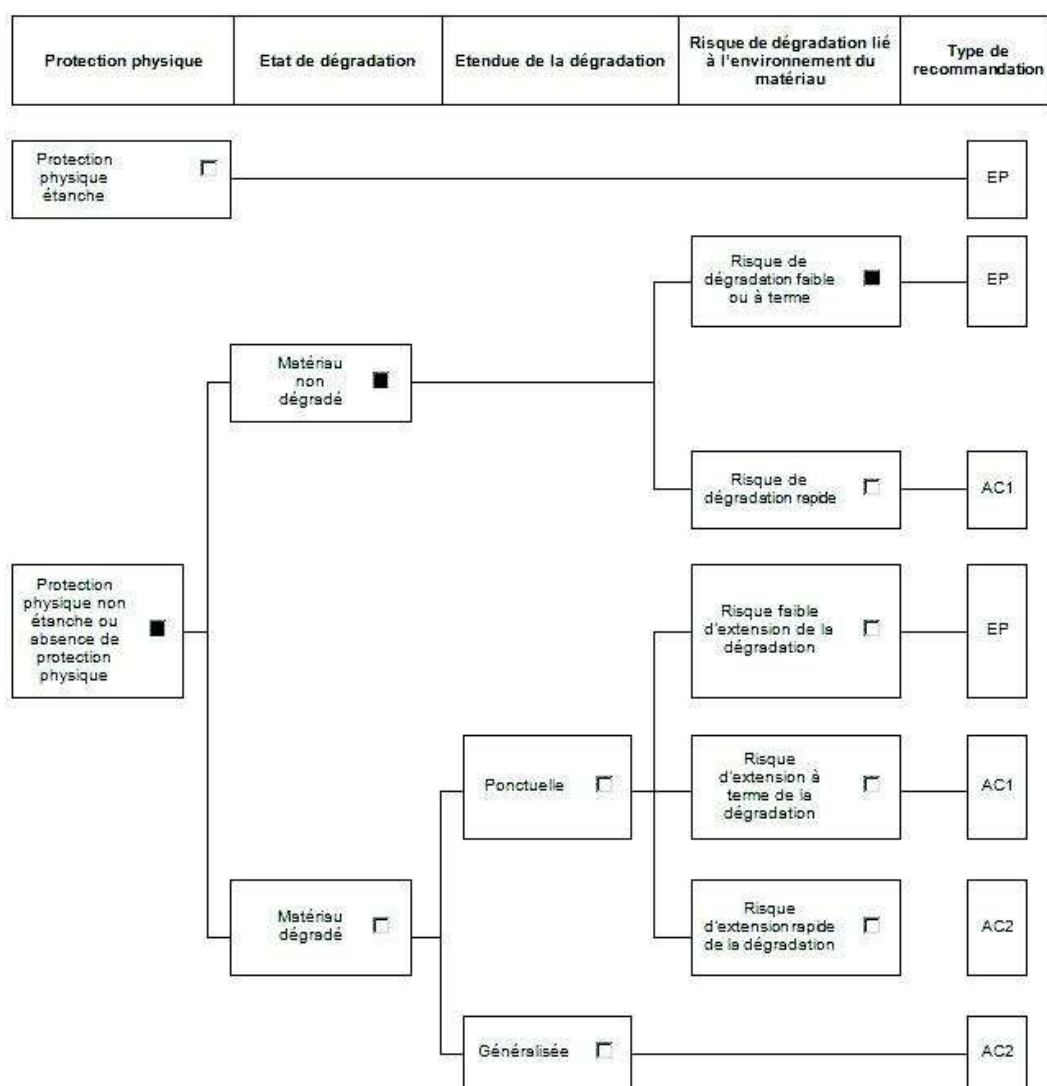 Protection physique
Etat de dégradation
Etendue de la dégradation
Risque de dégradation lié
à l'environnement du
matériau
Type de
recommandation
Protection
physique
étanche
EP
Risque de
dégradation faible
ou à terme
EP
Matériau
non
dégradé
Risque de
dégradation rapide
AC1
Protection
physique non
étanche ou
absence de
protection
physique
Risque faible
d'extension de la
dégradation
EP
Ponctuelle
Risque
d'extension à
terme de la
dégradation
AC1
Matériau
dégradé
Risque
d'extension rapide
de la dégradation
AC2
Généralisée
AC2